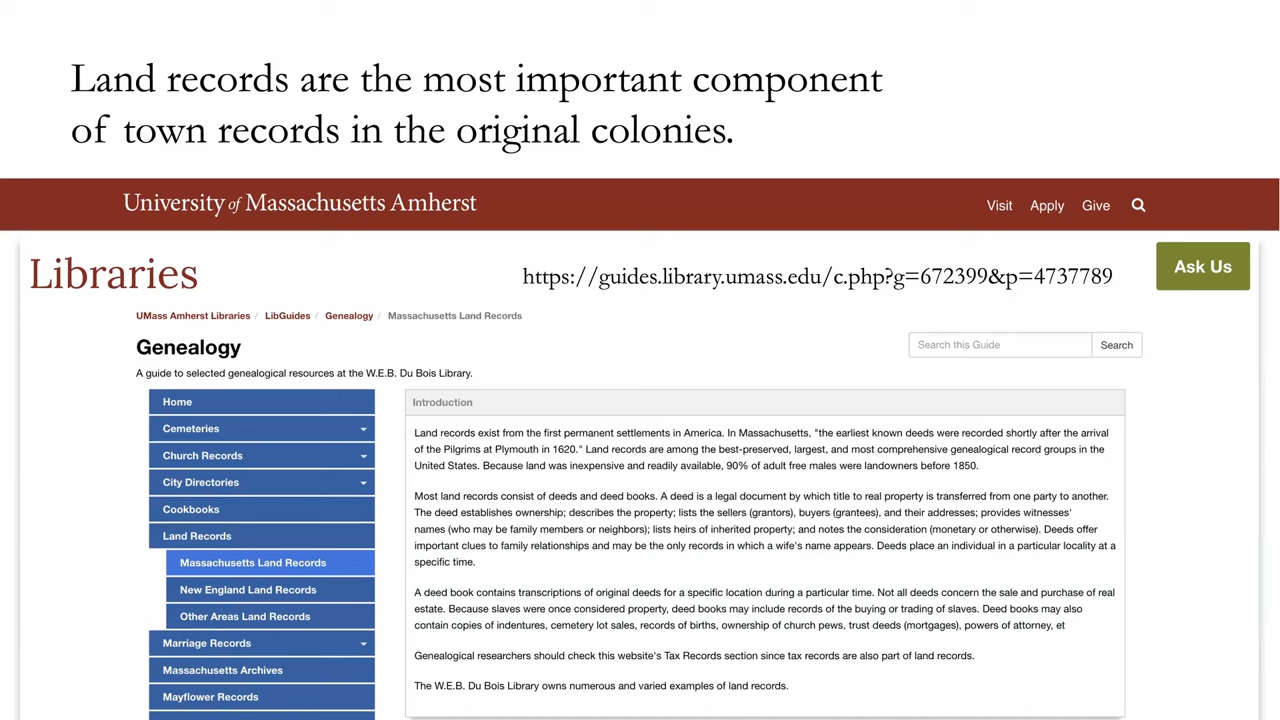 Land records are the most important component
of town records in the original colonies.
University of Massachusetts Amherst
Visit Apply Give
Libraries
https://guides.library.umass.edu/c.php?g=672399&p=4737789
Ask Us
UMass Amherst Libraries / LibGuides / Genealogy / Massachusetts Land Records
Genealogy
Search this Guide
Search
A guide to selected genealogical resources at the W.E.B. Du Bois Library.
Home
Cemeteries
Church Records
City Directories
Cookbooks
Land Records
Massachusetts Land Records
New England Land Records
Other Areas Land Records
Marriage Records
Massachusetts Archives
Mayflower Records
Introduction
Land records exist from the first permanent settlements in America. In Massachusetts, "the earliest known deeds were recorded shortly after the arrival
of the Pilgrims at Plymouth in 1620." Land records are among the best-preserved, largest, and most comprehensive genealogical record groups in the
United States. Because land was inexpensive and readily available, 90% of adult free males were landowners before 1850.
Most land records consist of deeds and deed books. A deed is a legal document by which title to real property is transferred from one party to another.
The deed establishes ownership; describes the property; lists the sellers (grantors), buyers (grantees), and their addresses; provides witnesses'
names (who may be family members or neighbors); lists heirs of inherited property; and notes the consideration (monetary or otherwise). Deeds offer
important clues to family relationships and may be the only records in which a wife's name appears. Deeds place an individual in a particular locality at a
specific time.
A deed book contains transcriptions of original deeds for a specific location during a particular time. Not all deeds concern the sale and purchase of real
estate. Because slaves were once considered property, deed books may include records of the buying or trading of slaves. Deed books may also
contain copies of indentures, cemetery lot sales, records of births, ownership of church pews, trust deeds (mortgages), powers of attorney, et
Genealogical researchers should check this website's Tax Records section since tax records are also part of land records.
The W.E.B. Du Bois Library owns numerous and varied examples of land records.